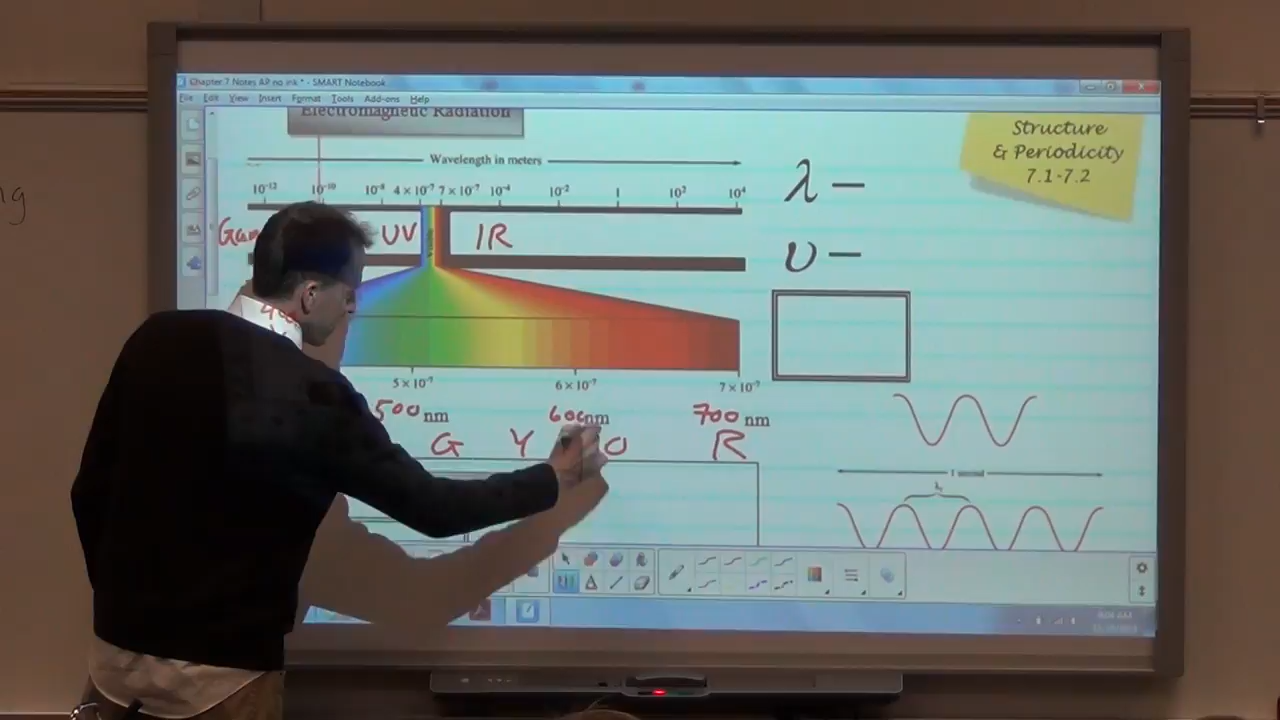 Chapter 7 Notes AP no ink * - SMART Notebook
File Edit View Insert Format Tools Add-ons Help
Electromagnetic Radiation
Structure
& Periodicity
7.1-7.2
Wavelength in meters
10⁻¹² 10⁻¹⁰ 10⁻⁸ 4 × 10⁻⁷ 7 × 10⁻⁷ 10⁻⁴ 10⁻² 1 10² 10⁴
λ –
UV IR
υ –
5 × 10⁻⁷ 6 × 10⁻⁷ 7 × 10⁻⁷
500 nm 600nm 700 nm
G Y O R
ng